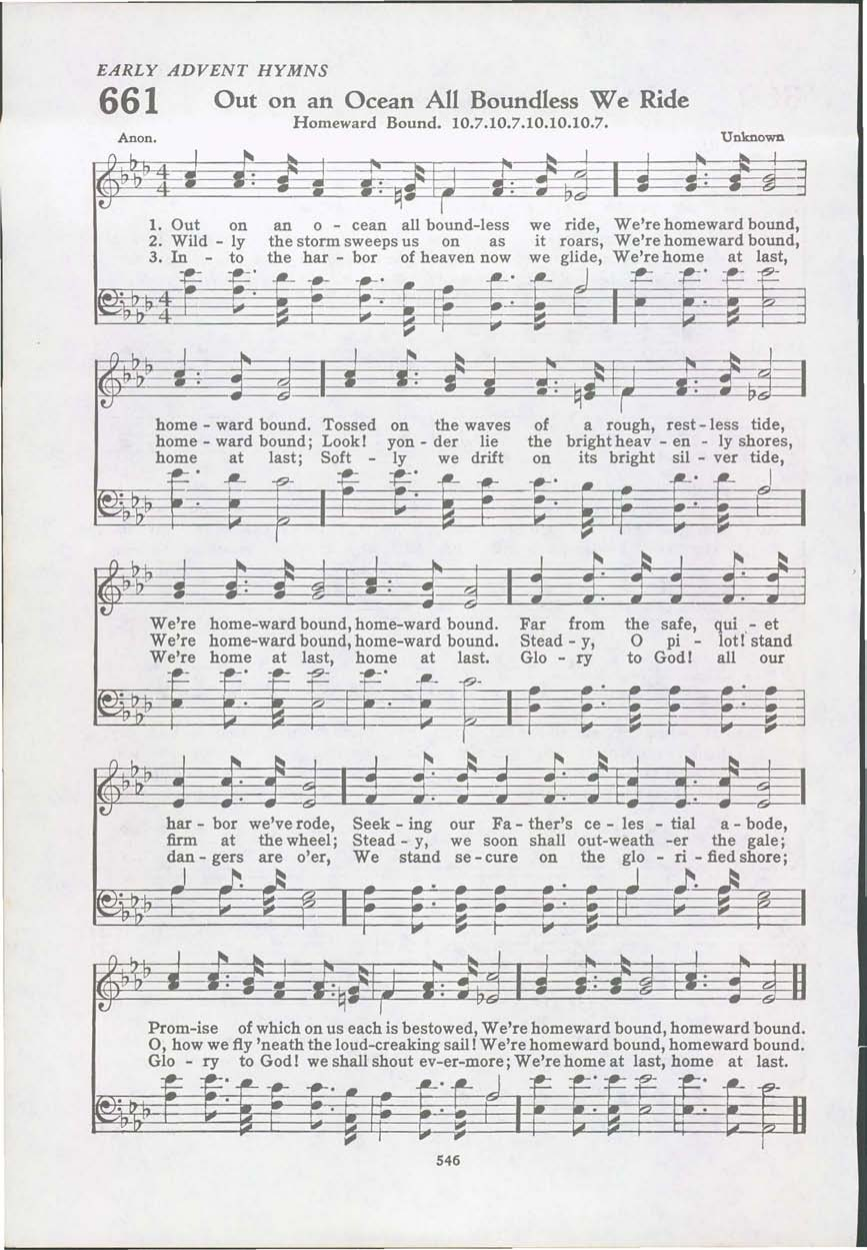 EARLY ADVENT HYMNS
661 Out on an Ocean All Boundless We Ride
Homeward Bound. 10.7.10.7.10.10.10.7.
Anon. Unknown
4 4
1. Out on an o - cean all bound-less we ride, We're homeward bound,
2. Wild - ly the storm sweeps us on as it roars, We're homeward bound,
3. In - to the har - bor of heaven now we glide, We're home at last,
4 4
home - ward bound. Tossed on the waves of a rough, rest - less tide,
home - ward bound; Look! yon - der lie the bright heav - en - ly shores,
home at last; Soft - ly we drift on its bright sil - ver tide,
We're home-ward bound, home-ward bound. Far from the safe, qui - et
We're home-ward bound, home-ward bound. Stead - y, O pi - lot! stand
We're home at last, home at last. Glo - ry to God! all our
har - bor we've rode, Seek - ing our Fa - ther's ce - les - tial a - bode,
firm at the wheel; Stead - y, we soon shall out-weath -er the gale;
dan - gers are o'er, We stand se - cure on the glo - ri - fied shore;
Prom-ise of which on us each is bestowed, We're homeward bound, homeward bound.
O, how we fly 'neath the loud-creaking sail! We're homeward bound, homeward bound.
Glo - ry to God! we shall shout ev-er-more; We're home at last, home at last.
546